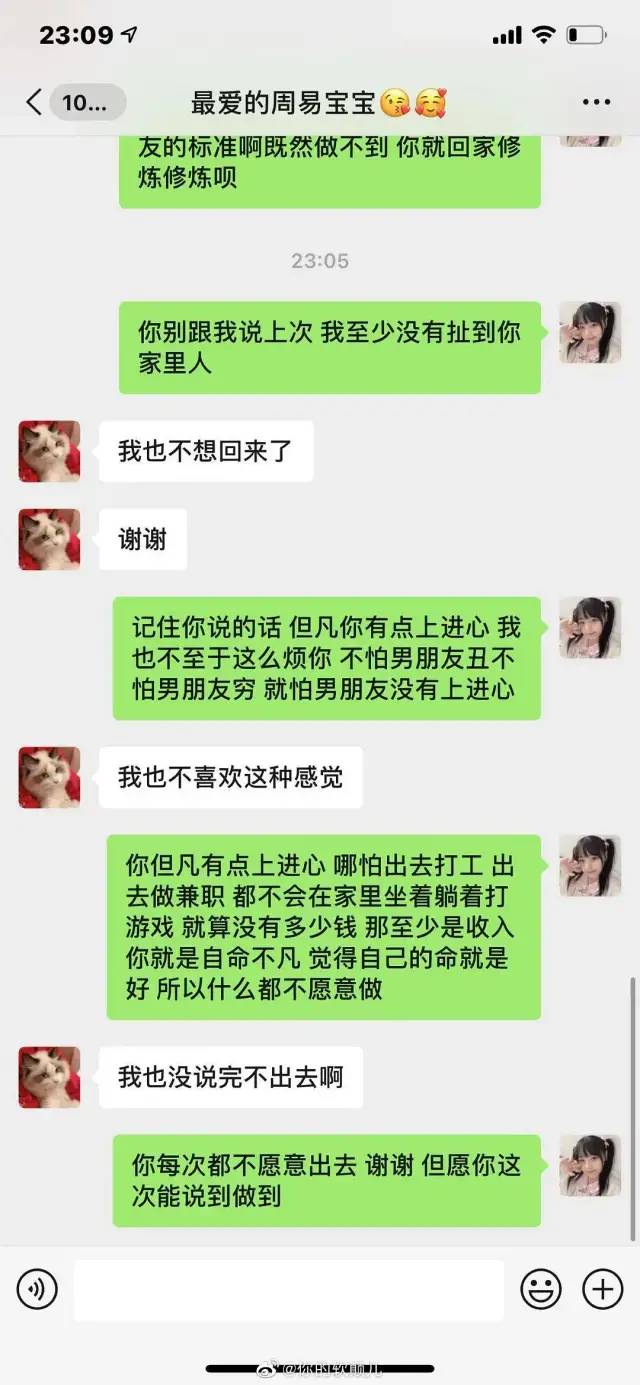 23:09
10...
最爱的周易宝宝😘🥰
友的标准啊既然做不到 你就回家修
炼修炼呗
23:05
你别跟我说上次 我至少没有扯到你
家里人
我也不想回来了
谢谢
记住你说的话 但凡你有点上进心 我
也不至于这么烦你 不怕男朋友丑不
怕男朋友穷 就怕男朋友没有上进心
我也不喜欢这种感觉
你但凡有点上进心 哪怕出去打工 出
去做兼职 都不会在家里坐着躺着打
游戏 就算没有多少钱 那至少是收入
你就是自命不凡 觉得自己的命就是
好 所以什么都不愿意做
我也没说完不出去啊
你每次都不愿意出去 谢谢 但愿你这
次能说到做到
@你的软顺儿